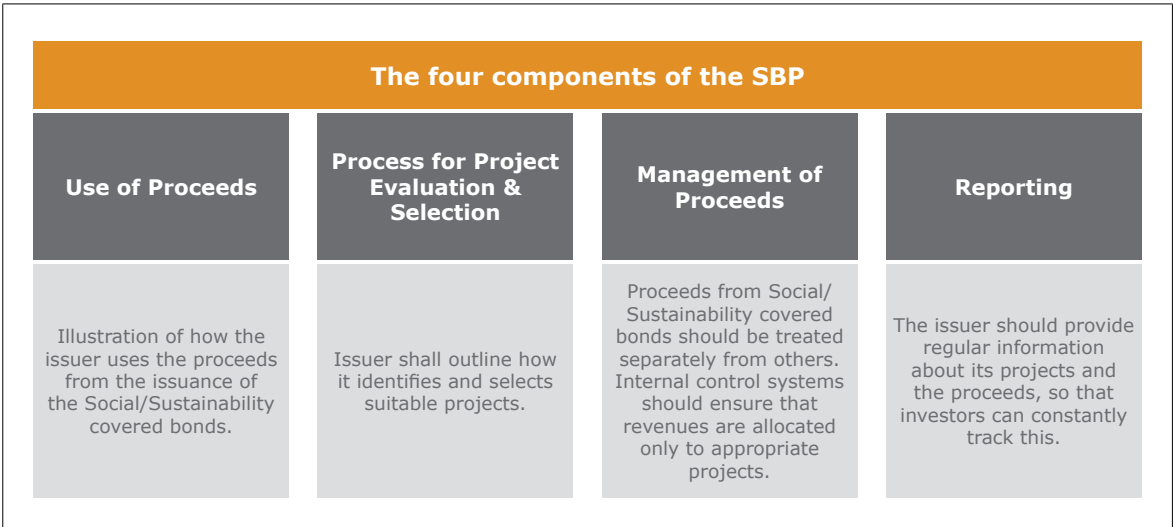 The four components of the SBP
Use of Proceeds
Process for Project
Evaluation &
Selection
Management of
Proceeds
Reporting
Illustration of how the
issuer uses the proceeds
from the issuance of
the Social/Sustainability
covered bonds.
Issuer shall outline how
it identifies and selects
suitable projects.
Proceeds from Social/
Sustainability covered
bonds should be treated
separately from others.
Internal control systems
should ensure that
revenues are allocated
only to appropriate
projects.
The issuer should provide
regular information
about its projects and
the proceeds, so that
investors can constantly
track this.